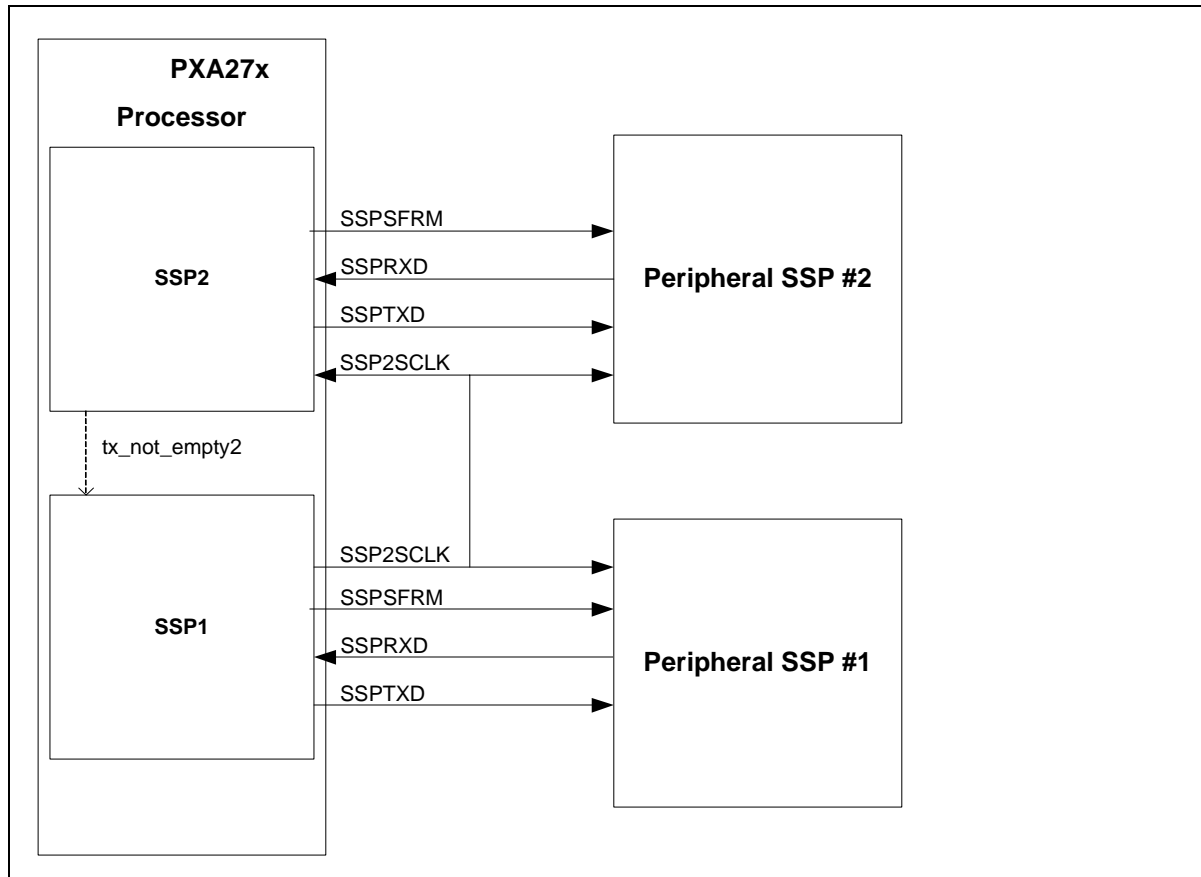 PXA27x
Processor
SSP2
SSPSFRM
SSPRXD
SSPTXD
SSP2SCLK
Peripheral SSP #2
tx_not_empty2
SSP1
SSP2SCLK
SSPSFRM
SSPRXD
SSPTXD
Peripheral SSP #1